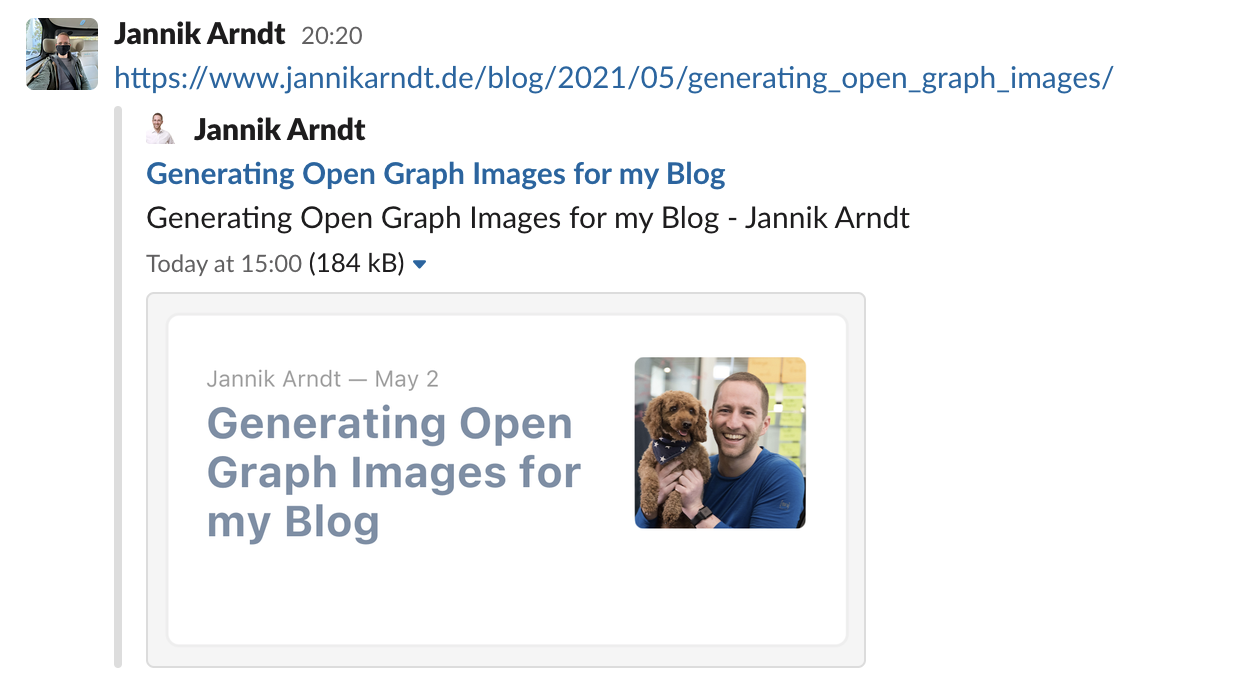 Jannik Arndt 20:20
https://www.jannikarndt.de/blog/2021/05/generating_open_graph_images/
Jannik Arndt
Generating Open Graph Images for my Blog
Generating Open Graph Images for my Blog - Jannik Arndt
Today at 15:00 (184 kB)
Jannik Arndt — May 2
Generating Open
Graph Images for
my Blog